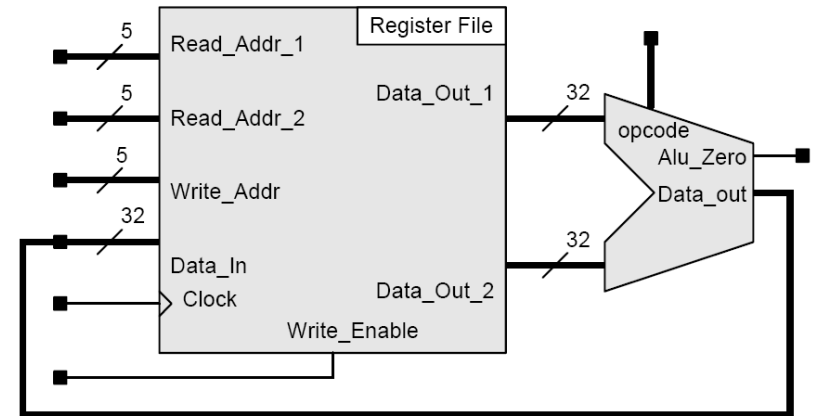 Register File
5
Read_Addr_1
5
Read_Addr_2
5
Write_Addr
32
Data_In
Clock
Write_Enable
Data_Out_1
32
Data_Out_2
32
opcode
Alu_Zero
Data_out